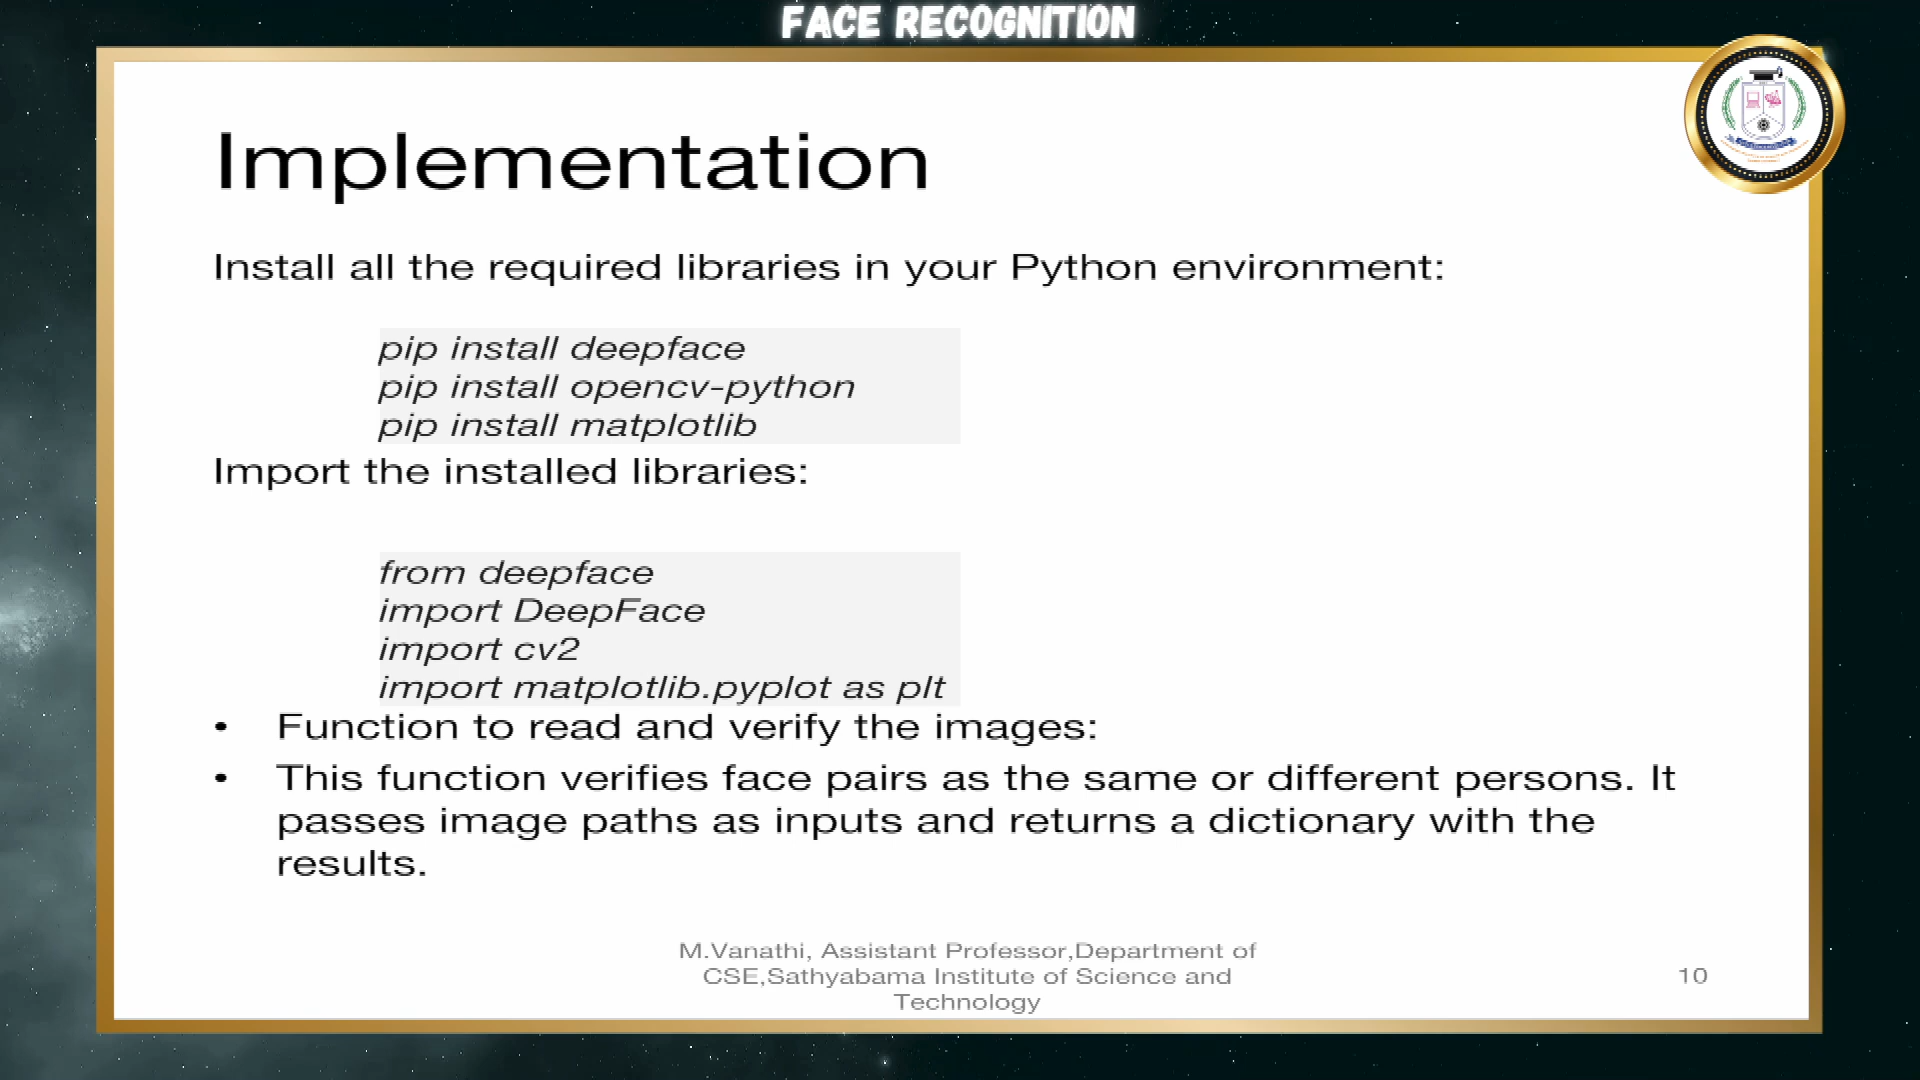 FACE RECOGNITION
Implementation
Install all the required libraries in your Python environment:
pip install deepface
pip install opencv-python
pip install matplotlib
Import the installed libraries:
from deepface
import DeepFace
import cv2
import matplotlib.pyplot as plt
• Function to read and verify the images:
• This function verifies face pairs as the same or different persons. It
passes image paths as inputs and returns a dictionary with the
results.
M.Vanathi, Assistant Professor,Department of
CSE,Sathyabama Institute of Science and
Technology
10